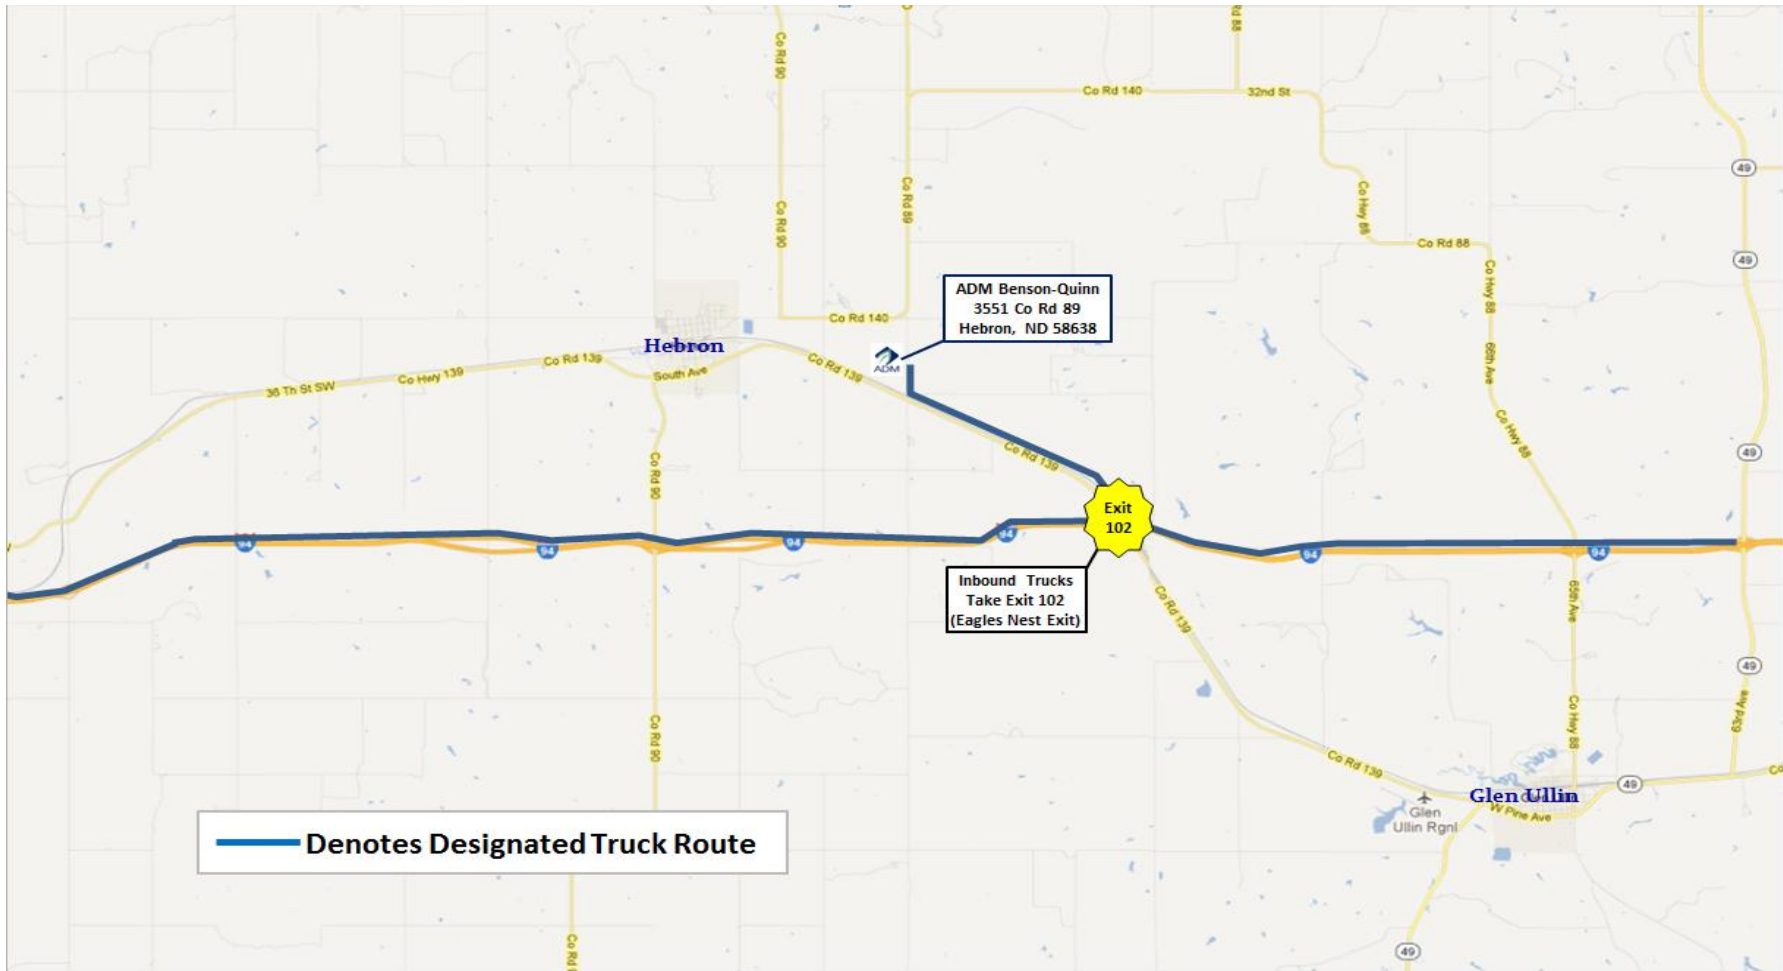 Co Rd 90
Rd 88
Co Rd 140
32nd St
49
Co Rd 89
Co Rd 90
Co Hwy 88
Co Rd 88
49
ADM Benson-Quinn
3551 Co Rd 89
Hebron, ND 58638
Co Hwy 88
Co Rd 140
Hebron
ADM
Co Rd 139
Co Rd 139
66th Ave
Co Hwy 139
South Ave
36 Th St SW
Co Hwy 88
Co Rd 139
49
Co Rd 90
Exit
102
94
94
94
94
94
94
Inbound Trucks
Take Exit 102
(Eagles Nest Exit)
Co Rd 139
65th Ave
49
63rd Ave
Co Hwy 88
Co Rd 90
Co Rd 139
49
Glen Ullin
Glen
Ullin Rgnl
W Pine Ave
Denotes Designated Truck Route
49